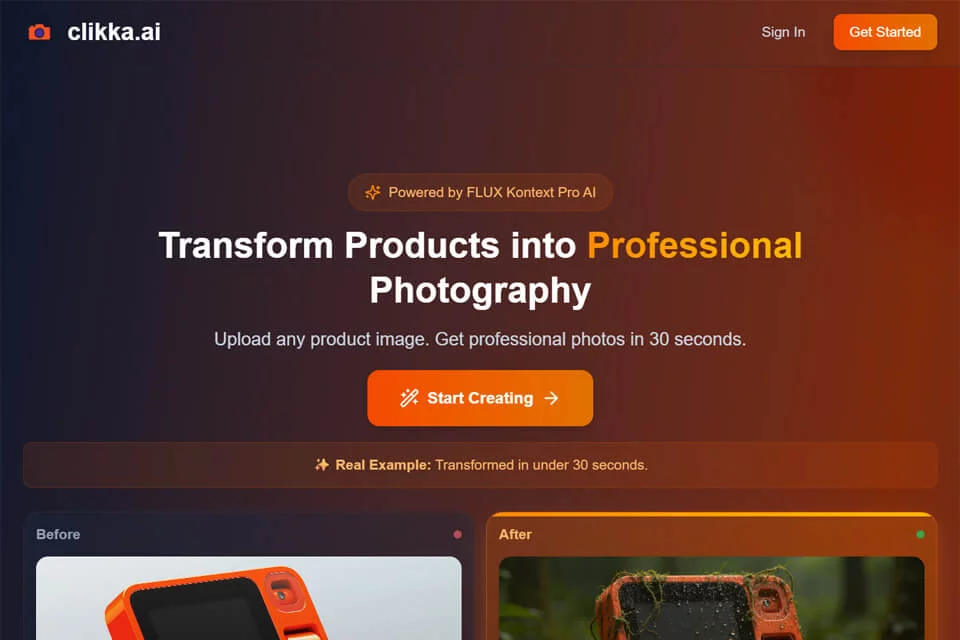 clikka.ai
Sign In
Get Started
Powered by FLUX Kontext Pro AI
Transform Products into Professional
Photography
Upload any product image. Get professional photos in 30 seconds.
Start Creating
Real Example: Transformed in under 30 seconds.
Before
After